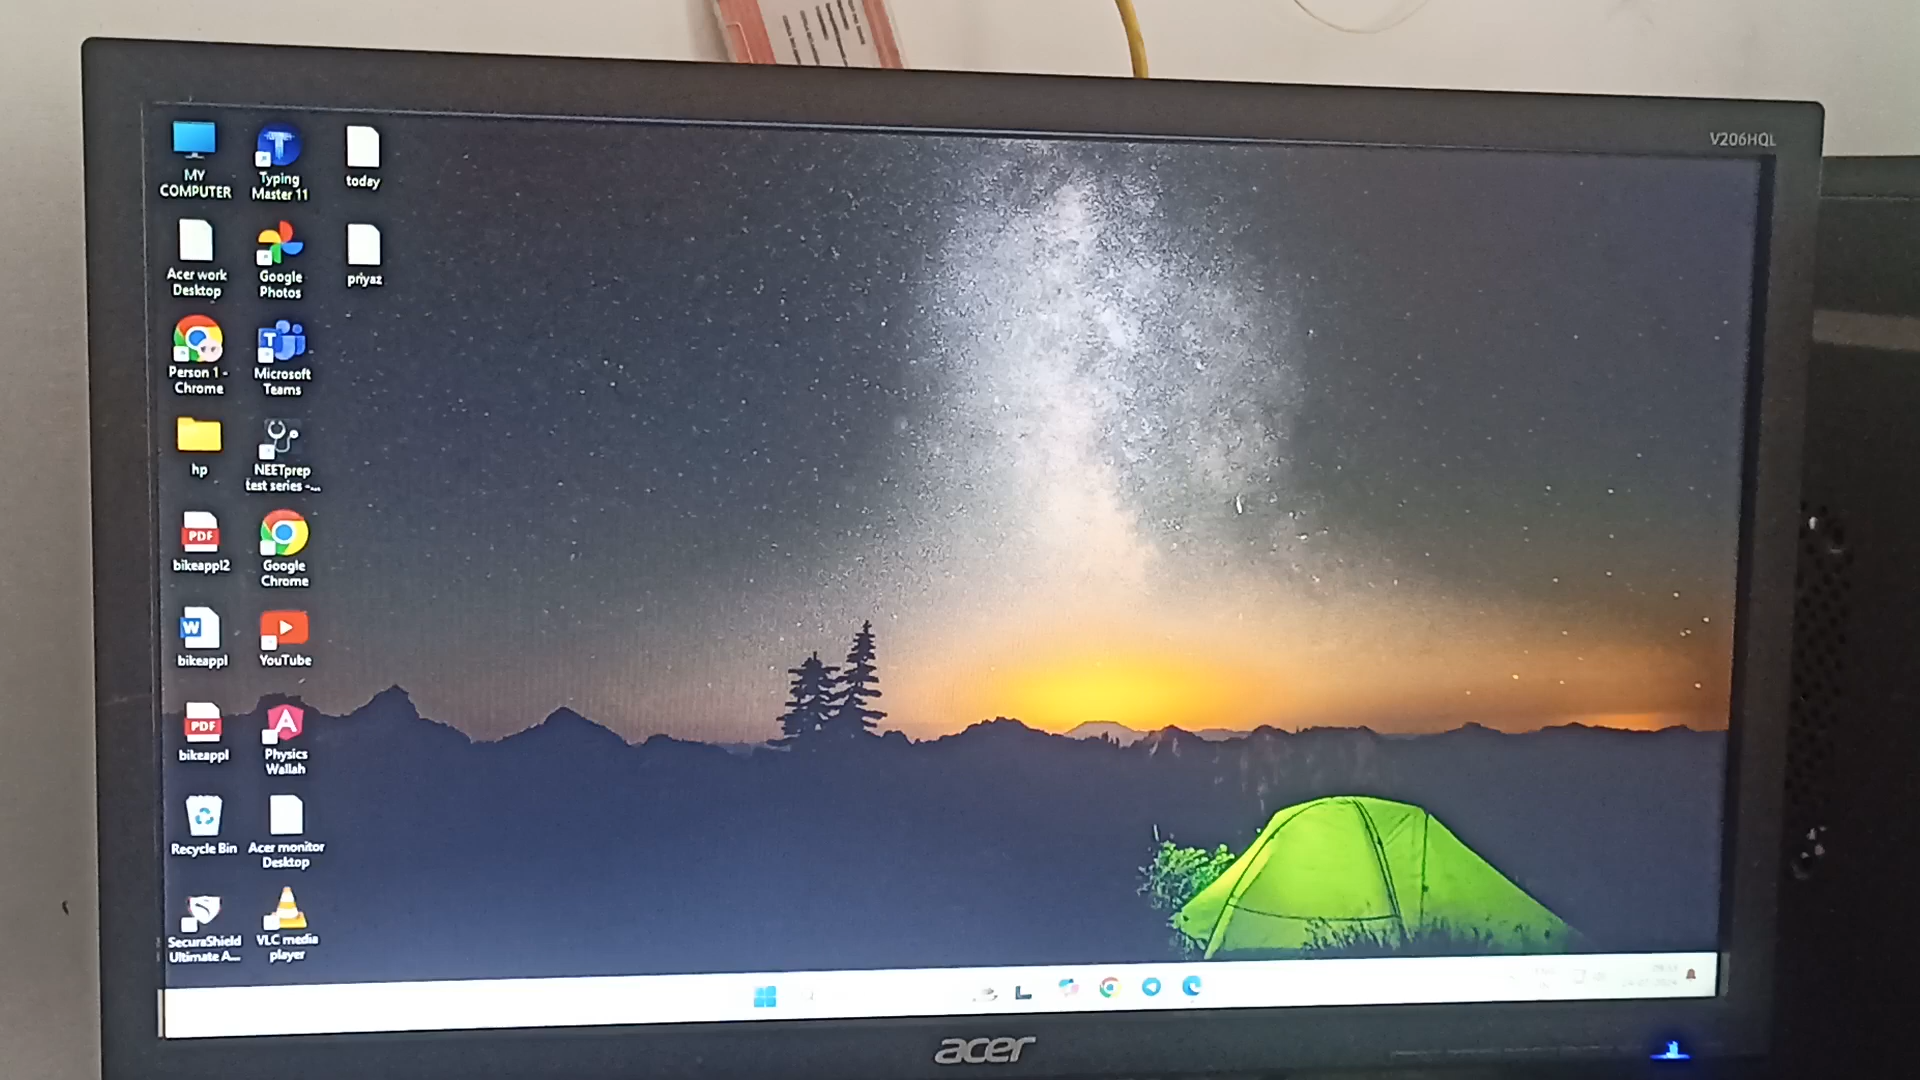 V206HQL
MY
COMPUTER
Typing
Master 11
today
Acer work
Desktop
Google
Photos
priyaz
Person 1 -
Chrome
Microsoft
Teams
hp
NEETprep
test series -...
PDF
bikeappl2
Google
Chrome
W
bikeappl
YouTube
PDF
bikeappl
Physics
Wallah
Recycle Bin
Acer monitor
Desktop
SecuraShield
Ultimate A...
VLC media
player
acer